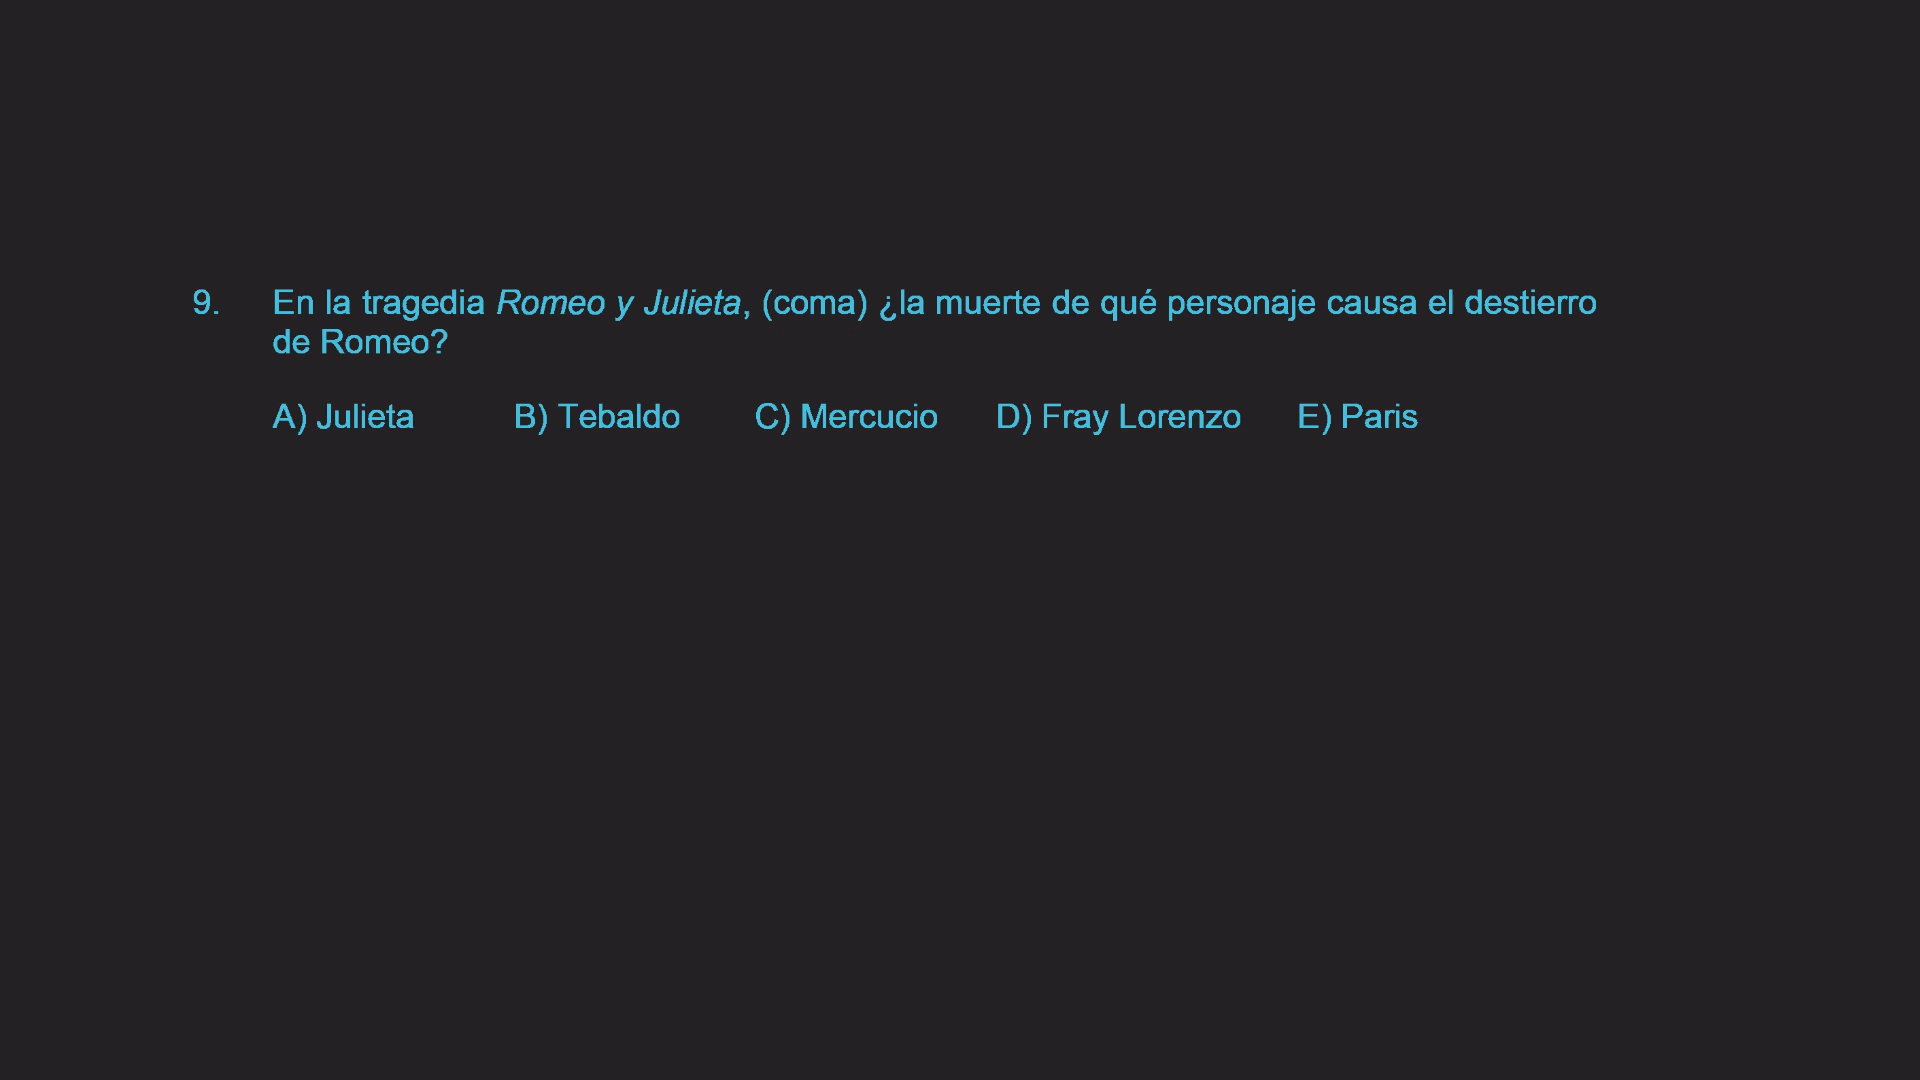 9. En la tragedia Romeo y Julieta, (coma) ¿la muerte de qué personaje causa el destierro
de Romeo?
A) Julieta B) Tebaldo C) Mercucio D) Fray Lorenzo E) Paris